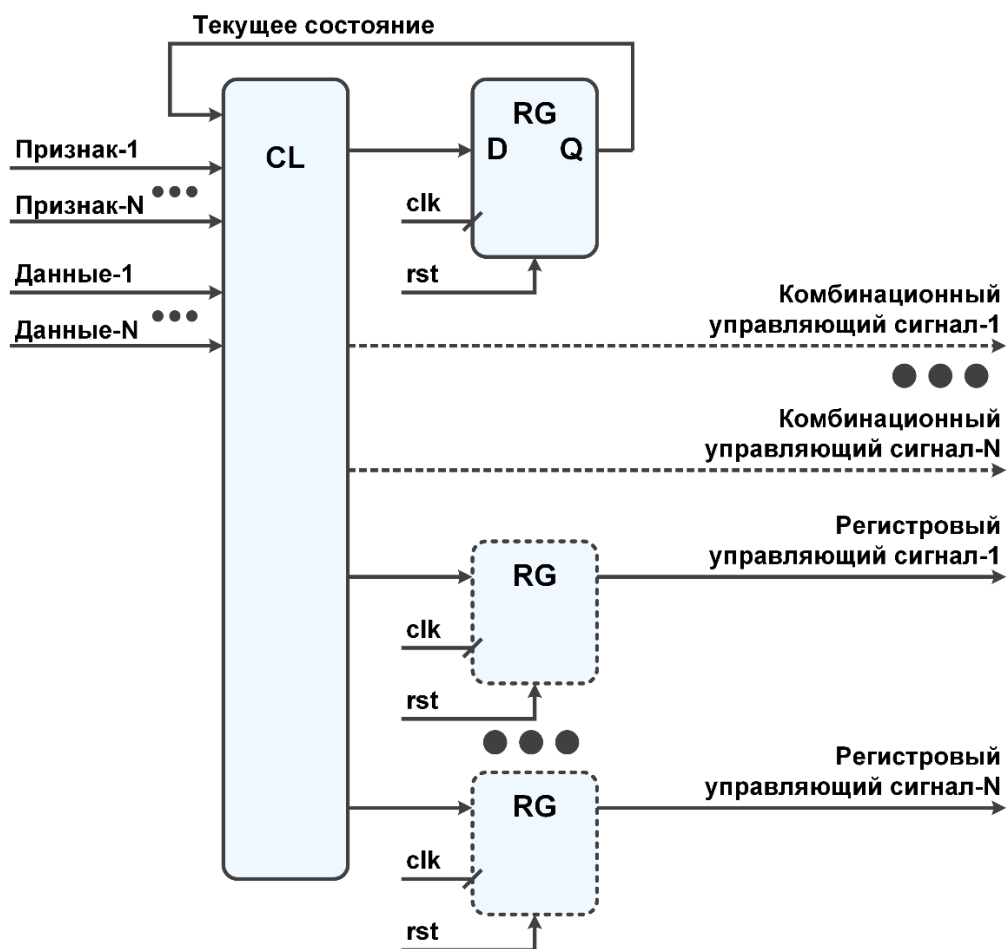 Текущее состояние
RG
D Q
CL
Признак-1
Признак-N
clk
Данные-1
rst
Данные-N
Комбинационный
управляющий сигнал-1
Комбинационный
управляющий сигнал-N
Регистровый
управляющий сигнал-1
RG
clk
rst
Регистровый
управляющий сигнал-N
RG
clk
rst